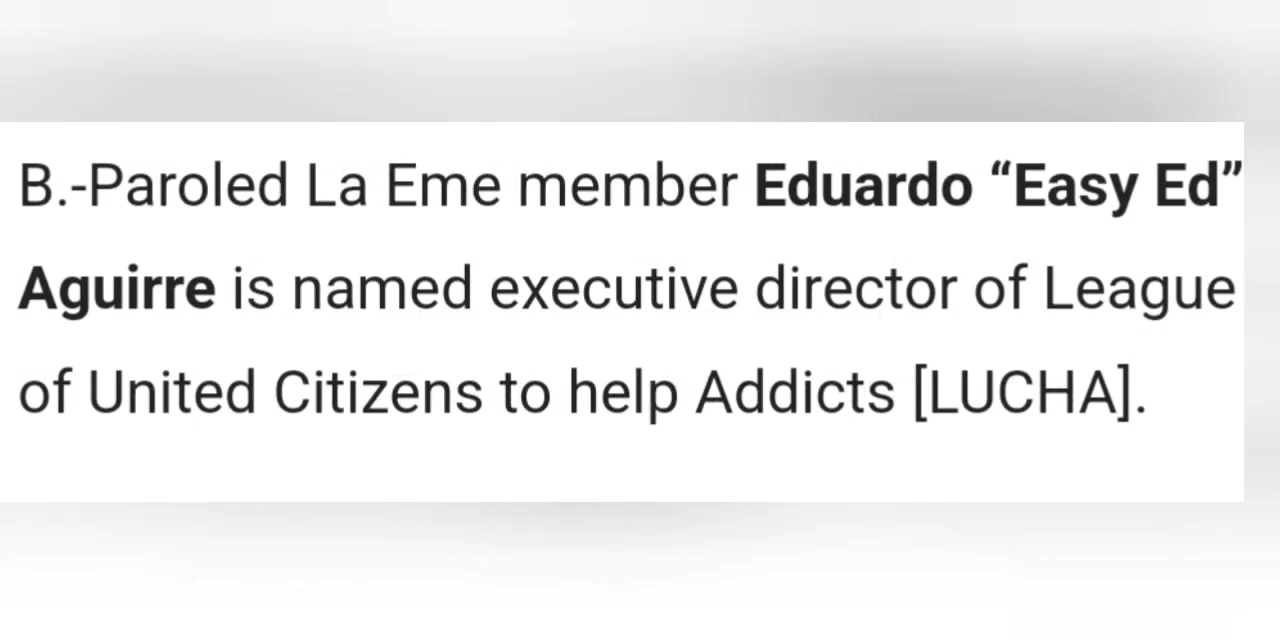 B.-Paroled La Eme member Eduardo “Easy Ed”
Aguirre is named executive director of League
of United Citizens to help Addicts [LUCHA].